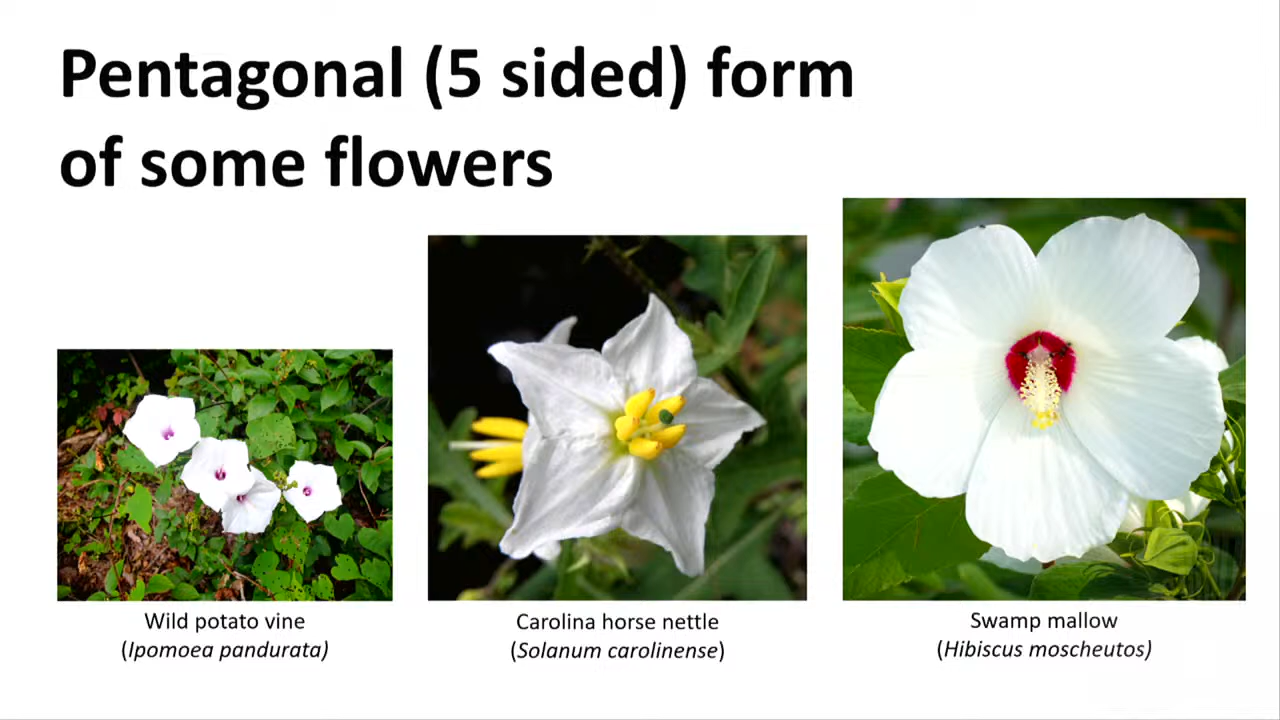 Pentagonal (5 sided) form
of some flowers
Wild potato vine
(Ipomoea pandurata)
Carolina horse nettle
(Solanum carolinense)
Swamp mallow
(Hibiscus moscheutos)